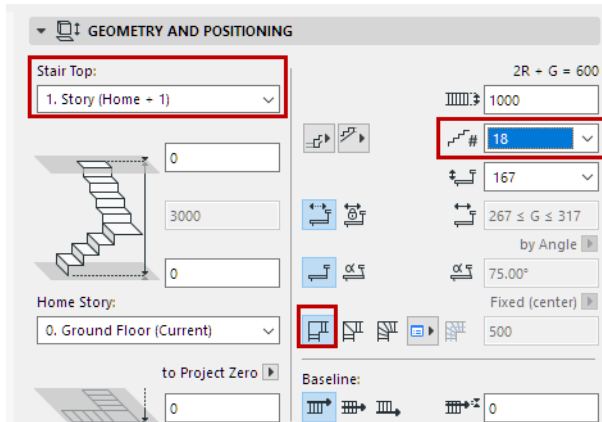 GEOMETRY AND POSITIONING
Stair Top:
2R + G = 600
1. Story (Home + 1)
1000
# 18
0
167
3000
267 ≤ G ≤ 317
by Angle
0
α
α 75.00°
Home Story:
Fixed (center)
0. Ground Floor (Current)
500
to Project Zero
Baseline:
0
0